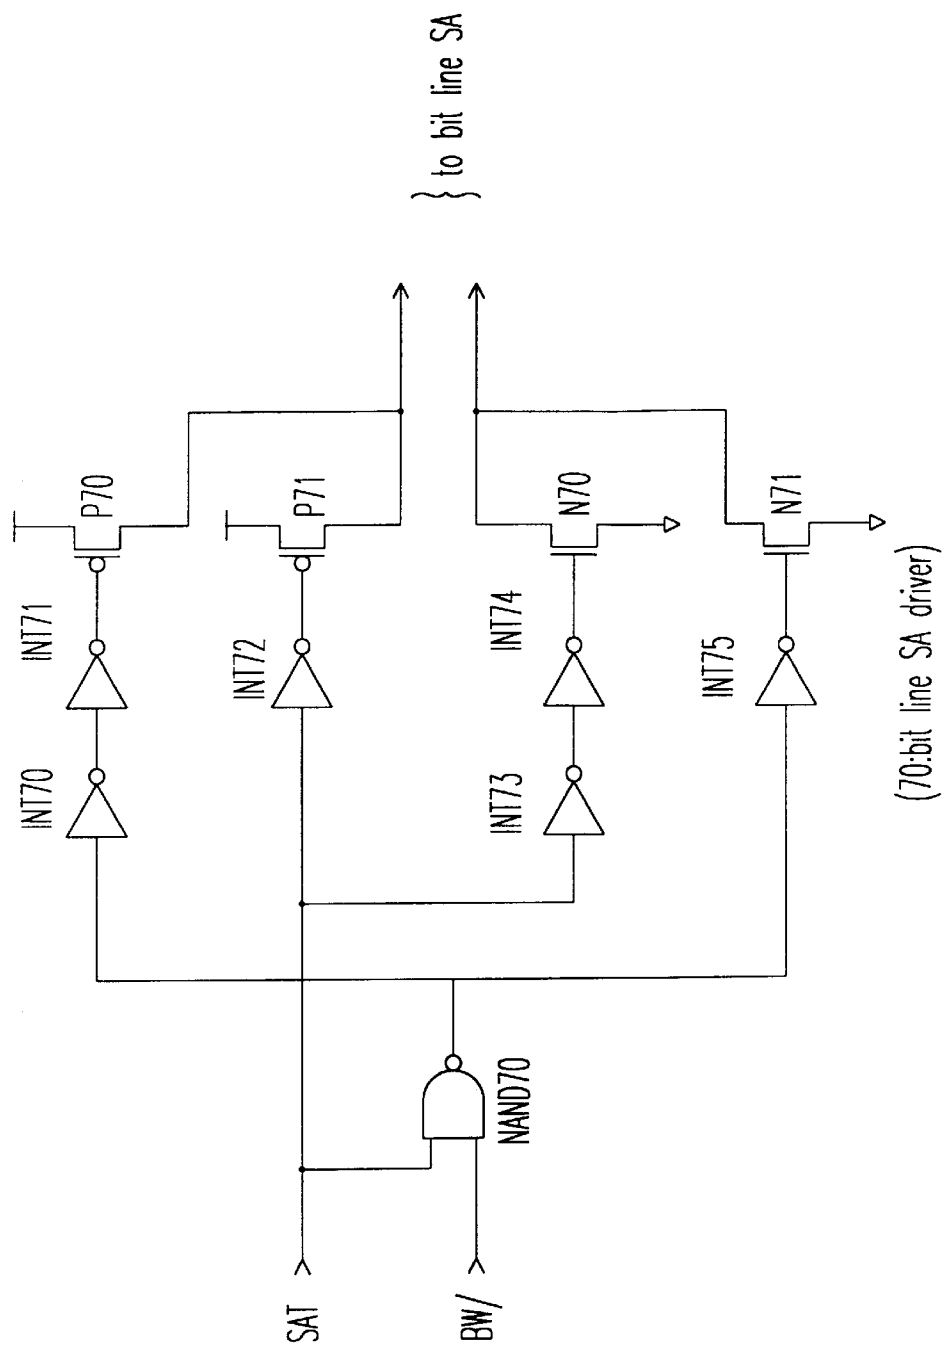 SAT
BW/
NAND70
INT70
INT71
P70
INT72
P71
INT73
INT74
N70
INT75
N71
} to bit line SA
(70:bit line SA driver)